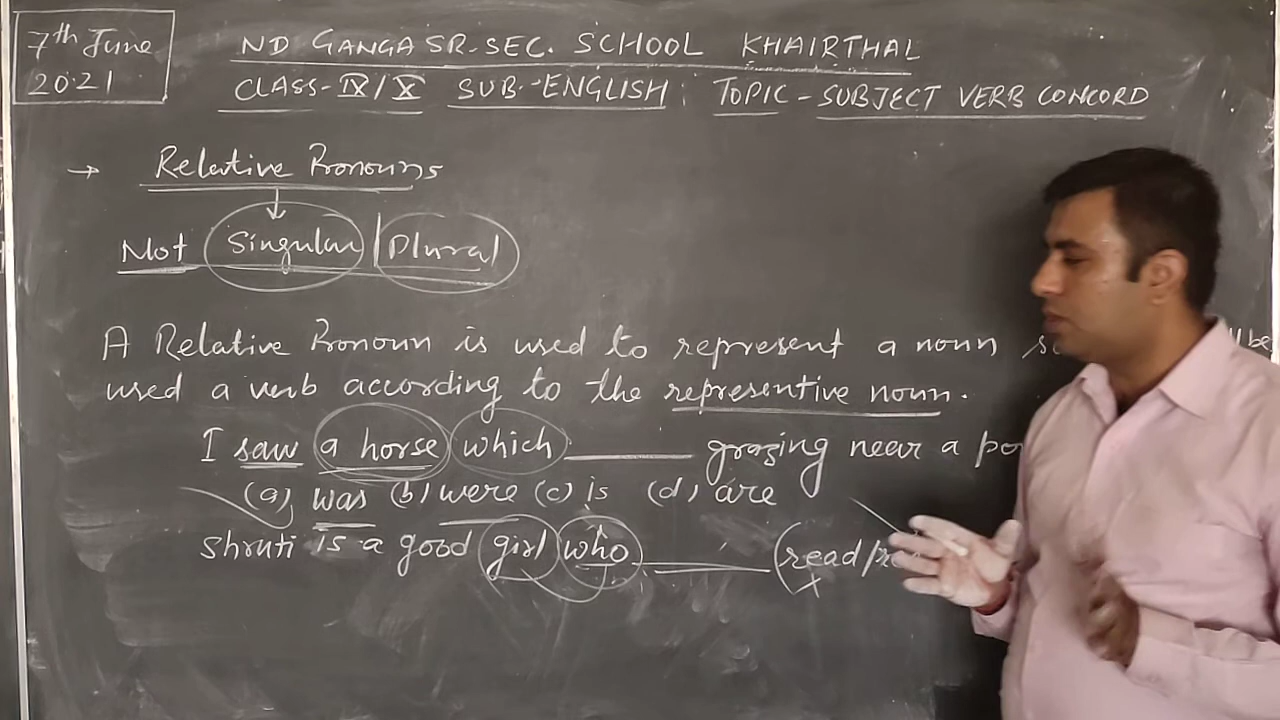 7th June
2021
ND GANGA SR. SEC. SCHOOL KHAIRTHAL
CLASS-IX/X SUB.-ENGLISH: TOPIC-SUBJECT VERB CONCORD
→ Relative Pronouns
Not Singular | Plural
A Relative Pronoun is used to represent a noun
used a verb according to the representive noun.
I saw a horse which ______ grazing near a
(a) was (b) were (c) is (d) are
Shruti is a good girl who ______ (read/